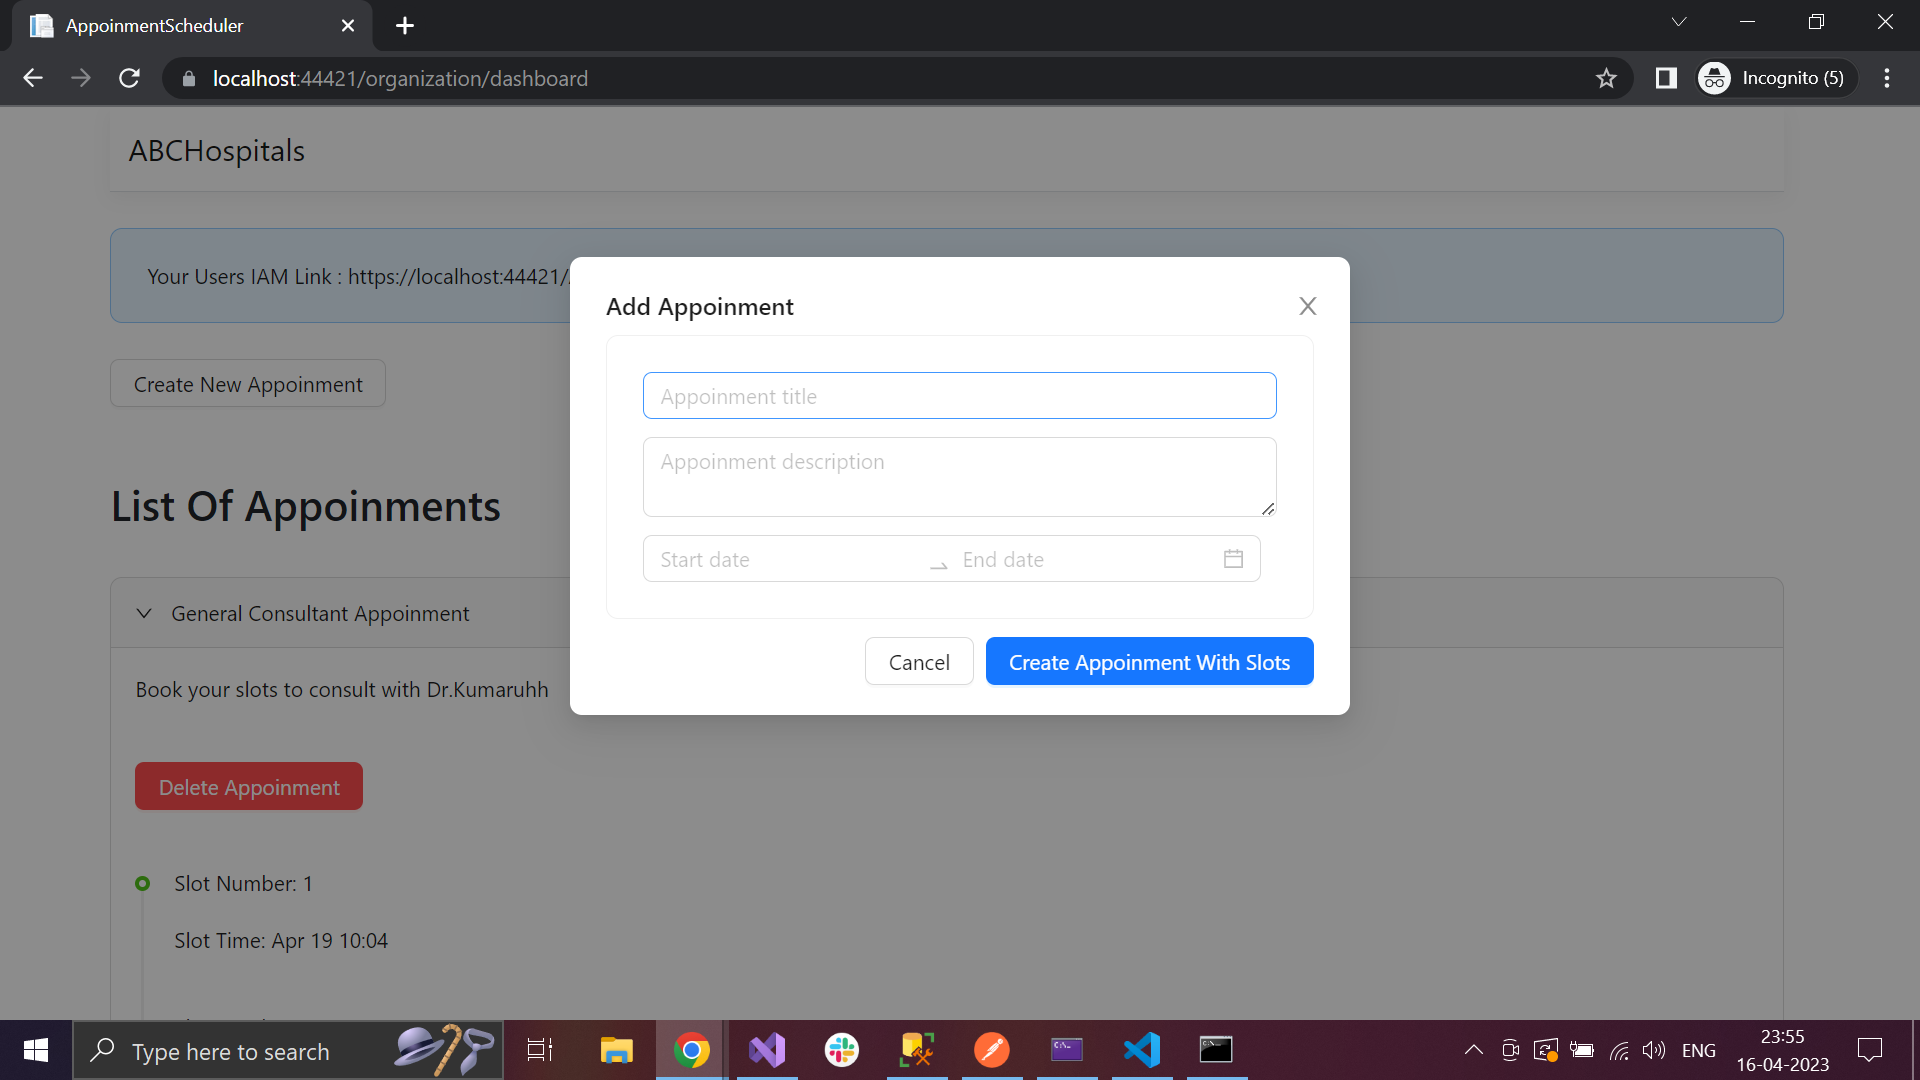 AppoinmentScheduler
localhost:44421/organization/dashboard
Incognito (5)
ABCHospitals
Your Users IAM Link : https://localhost:44421/
Create New Appoinment
List Of Appoinments
General Consultant Appoinment
Book your slots to consult with Dr.Kumaruhh
Delete Appoinment
Slot Number: 1
Slot Time: Apr 19 10:04
Add Appoinment
Appoinment title
Appoinment description
Start date
End date
Cancel
Create Appoinment With Slots
Type here to search
ENG
23:55
16-04-2023